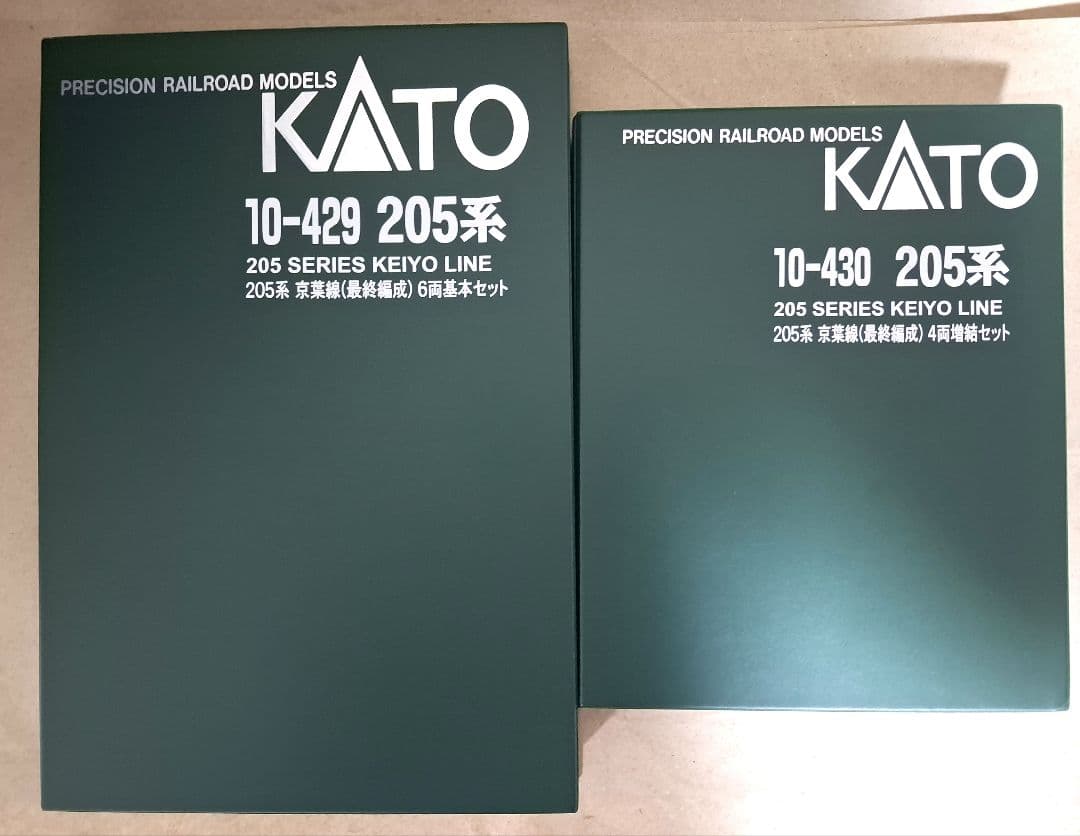 PRECISION RAILROAD MODELS
KATO
10-429 205系
205 SERIES KEIYO LINE
205系 京葉線(最終編成) 6両基本セット
PRECISION RAILROAD MODELS
KATO
10-430 205系
205 SERIES KEIYO LINE
205系 京葉線(最終編成) 4両増結セット